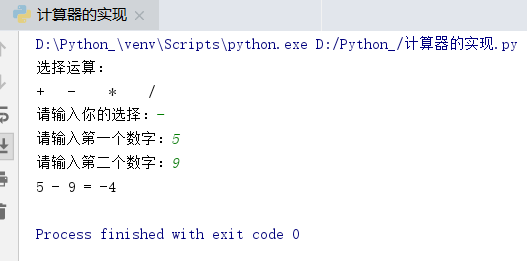 计算器的实现
D:\Python_\venv\Scripts\python.exe D:/Python_/计算器的实现.py
选择运算：
+ - * /
请输入你的选择：-
请输入第一个数字：5
请输入第二个数字：9
5 - 9 = -4
Process finished with exit code 0